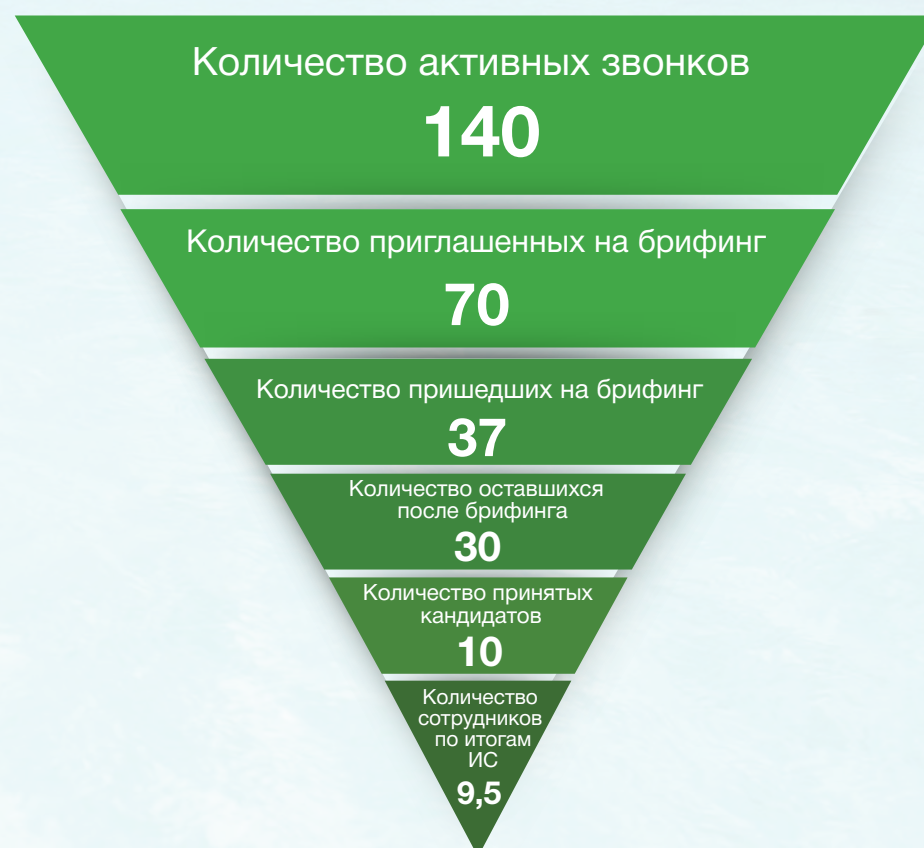 Количество активных звонков
140
Количество приглашенных на брифинг
70
Количество пришедших на брифинг
37
Количество оставшихся
после брифинга
30
Количество принятых
кандидатов
10
Количество
сотрудников
по итогам
ИС
9,5